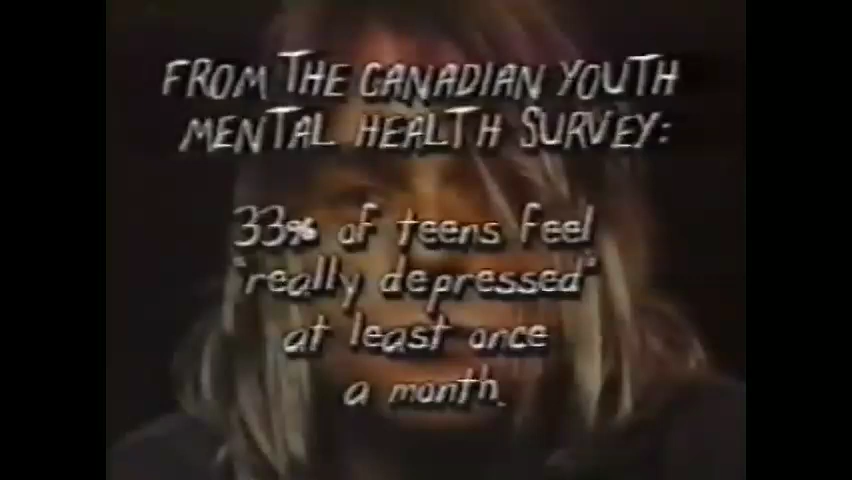 FROM THE CANADIAN YOUTH
MENTAL HEALTH SURVEY:
33% of teens feel
"really depressed"
at least once
a month.